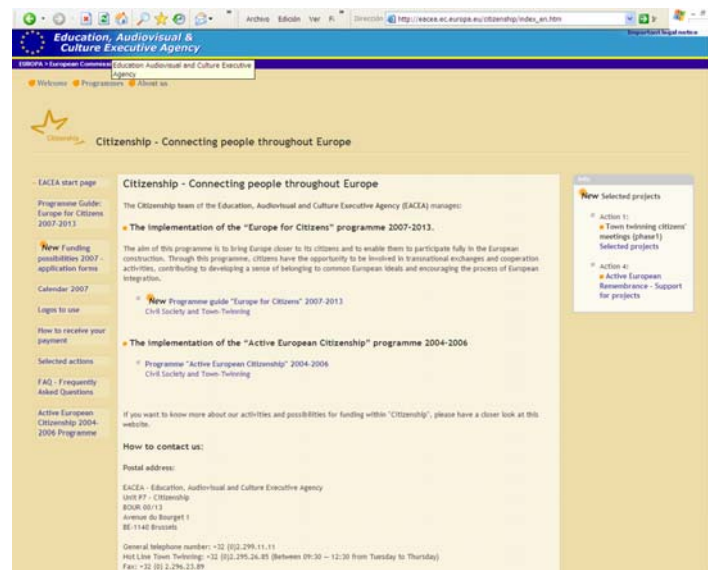 Archivo Edición Ver F
Dirección http://eacea.ec.europa.eu/citizenship/index_en.htm
Education, Audiovisual &
Culture Executive Agency
Important legal notice
EUROPA > European Commission
Education Audiovisual and Culture Executive
Agency
Welcome Programmes About us
Citizenship
Citizenship - Connecting people throughout Europe
EACEA start page
Programme Guide:
Europe for Citizens
2007-2013
New Funding
possibilities 2007 -
application forms
Calendar 2007
Logos to use
How to receive your
payment
Selected actions
FAQ - Frequently
Asked Questions
Active European
Citizenship 2004-
2006 Programme
Citizenship - Connecting people throughout Europe
The Citizenship team of the Education, Audiovisual and Culture Executive Agency (EACEA) manages:
The implementation of the "Europe for Citizens" programme 2007-2013.
The aim of this programme is to bring Europe closer to its citizens and to enable them to participate fully in the European
construction. Through this programme, citizens have the opportunity to be involved in transnational exchanges and cooperation
activities, contributing to developing a sense of belonging to common European ideals and encouraging the process of European
integration.
New Programme guide "Europe for Citizens" 2007-2013
Civil Society and Town-Twinning
The implementation of the "Active European Citizenship" programme 2004-2006
Programme "Active European Citizenship" 2004-2006
Civil Society and Town-Twinning
If you want to know more about our activities and possibilities for funding within "Citizenship", please have a closer look at this
website.
How to contact us:
Postal address:
EACEA - Education, Audiovisual and Culture Executive Agency
Unit P7 - Citizenship
BOUR 00/13
Avenue du Bourget 1
BE-1140 Brussels
General telephone number: +32 (0)2.299.11.11
Hot Line Town Twinning: +32 (0)2.295.26.85 (Between 09:30 – 12:30 from Tuesday to Thursday)
Fax: +32 (0) 2.296.23.89
Info
New Selected projects
Action 1:
Town twinning citizens'
meetings (phase1)
Selected projects
Action 4:
Active European
Remembrance - Support
for projects